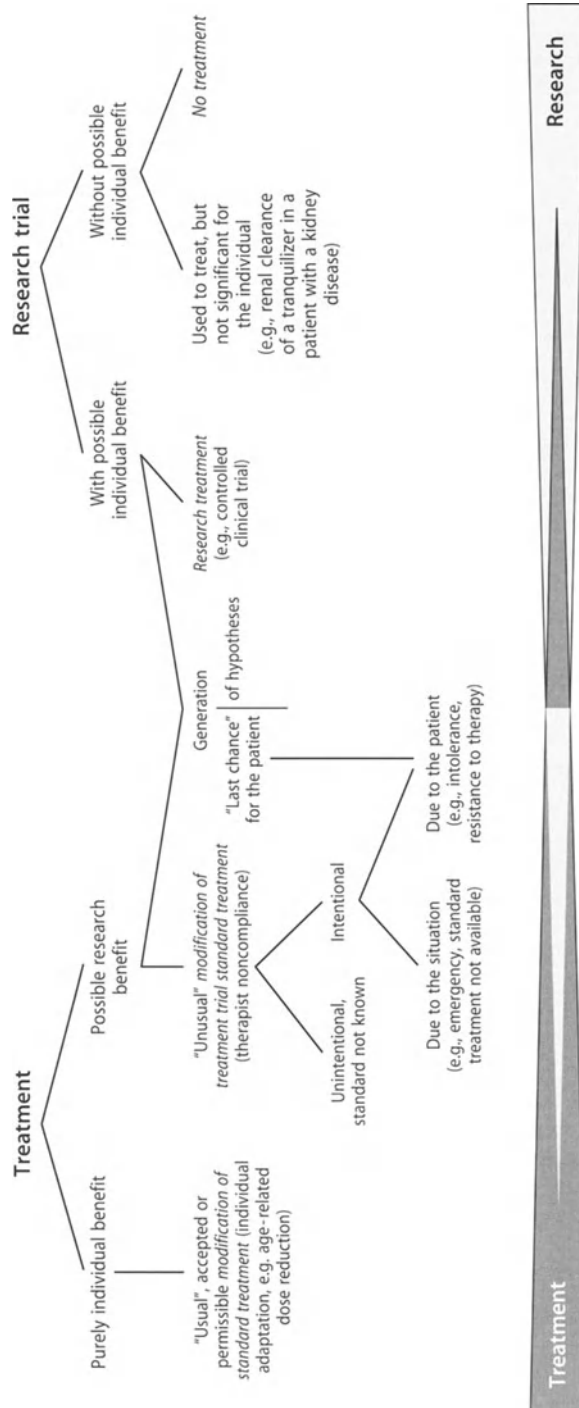 Treatment
Research trial
Purely individual benefit
Possible research
benefit
With possible
individual benefit
Without possible
individual benefit
"Usual", accepted or
permissible modification of
standard treatment (individual
adaptation, e.g. age-related
dose reduction)
"Unusual" modification of
treatment trial standard treatment
(therapist noncompliance)
Generation
of hypotheses
"Last chance"
for the patient
Research treatment
(e.g., controlled
clinical trial)
Used to treat, but
not significant for
the individual
(e.g., renal clearance
of a tranquilizer in a
patient with a kidney
disease)
No treatment
Unintentional,
standard not known
Intentional
Due to the situation
(e.g., emergency, standard
treatment not available)
Due to the patient
(e.g., intolerance,
resistance to therapy)
Treatment
Research